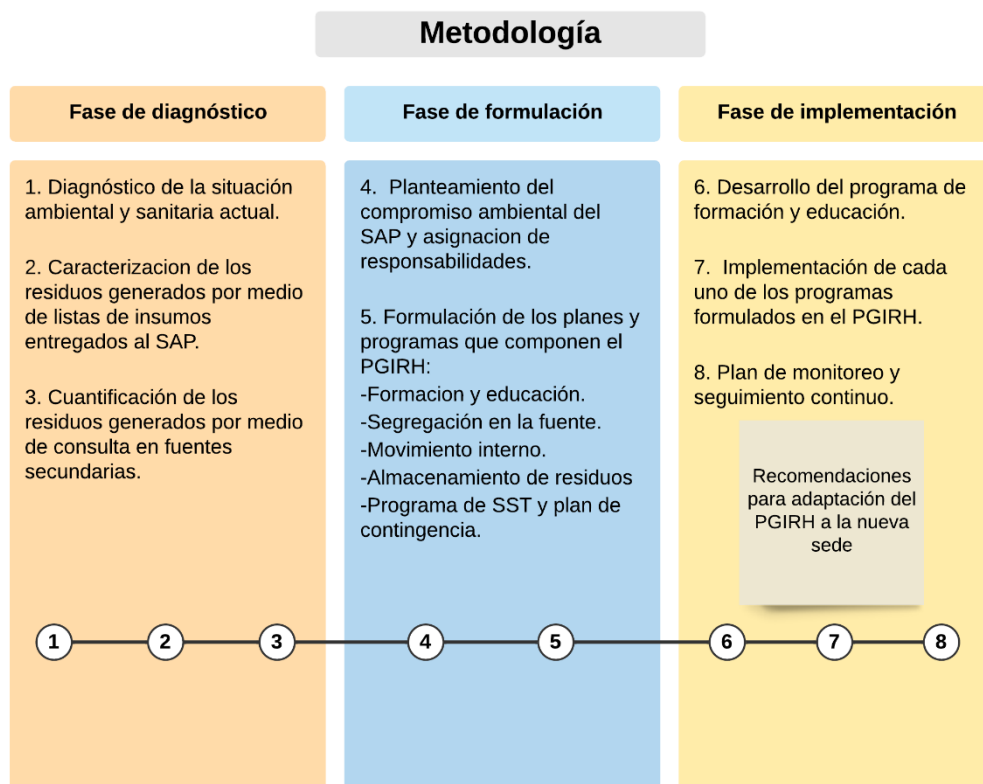 Metodología
Fase de diagnóstico
1. Diagnóstico de la situación
ambiental y sanitaria actual.
2. Caracterizacion de los
residuos generados por medio
de listas de insumos
entregados al SAP.
3. Cuantificación de los
residuos generados por medio
de consulta en fuentes
secundarias.
Fase de formulación
4. Planteamiento del
compromiso ambiental del
SAP y asignacion de
responsabilidades.
5. Formulación de los planes y
programas que componen el
PGIRH:
-Formacion y educación.
-Segregación en la fuente.
-Movimiento interno.
-Almacenamiento de residuos
-Programa de SST y plan de
contingencia.
Fase de implementación
6. Desarrollo del programa de
formación y educación.
7. Implementación de cada
uno de los programas
formulados en el PGIRH.
8. Plan de monitoreo y
seguimiento continuo.
Recomendaciones
para adaptación del
PGIRH a la nueva
sede
1 2 3 4 5 6 7 8